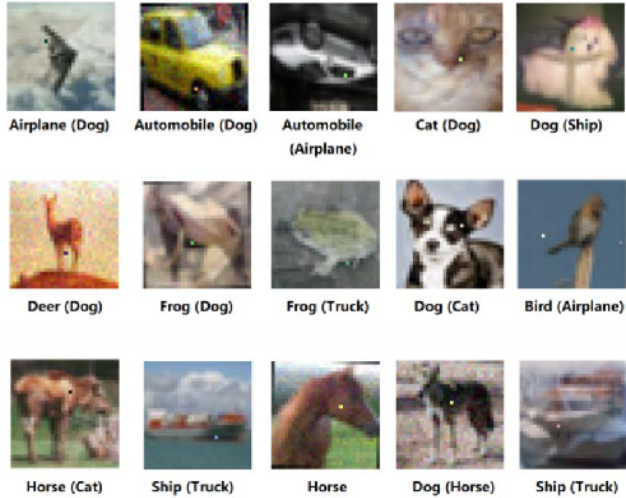 Airplane (Dog)
Automobile (Dog)
Automobile
(Airplane)
Cat (Dog)
Dog (Ship)
Deer (Dog)
Frog (Dog)
Frog (Truck)
Dog (Cat)
Bird (Airplane)
Horse (Cat)
Ship (Truck)
Horse
Dog (Horse)
Ship (Truck)